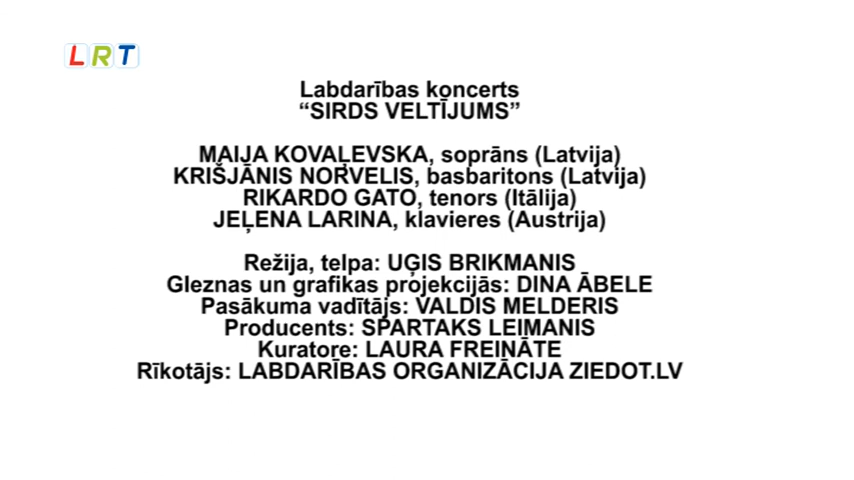 LRT
Labdarības koncerts
“SIRDS VELTĪJUMS”
MAIJA KOVAĻEVSKA, soprāns (Latvija)
KRIŠJĀNIS NORVELIS, basbaritons (Latvija)
RIKARDO GATO, tenors (Itālija)
JEĻENA LARINA, klavieres (Austrija)
Režija, telpa: UĢIS BRIKMANIS
Gleznas un grafikas projekcijās: DINA ĀBELE
Pasākuma vadītājs: VALDIS MELDERIS
Producents: SPARTAKS LEIMANIS
Kuratore: LAURA FREINĀTE
Rīkotājs: LABDARĪBAS ORGANIZĀCIJA ZIEDOT.LV